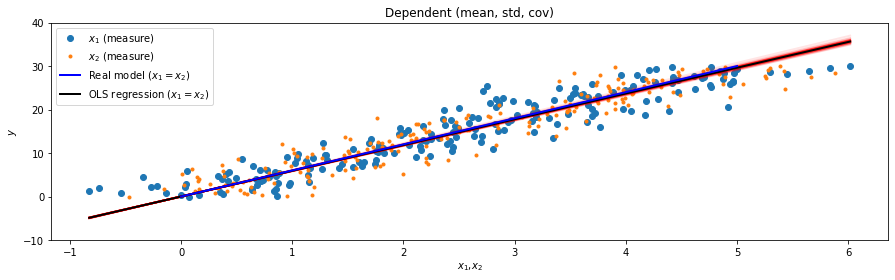 Dependent (mean, std, cov)
40
30
20
10
0
−10
y
x₁ (measure)
x₂ (measure)
Real model (x₁ = x₂)
OLS regression (x₁ = x₂)
−1 0 1 2 3 4 5 6
x₁, x₂